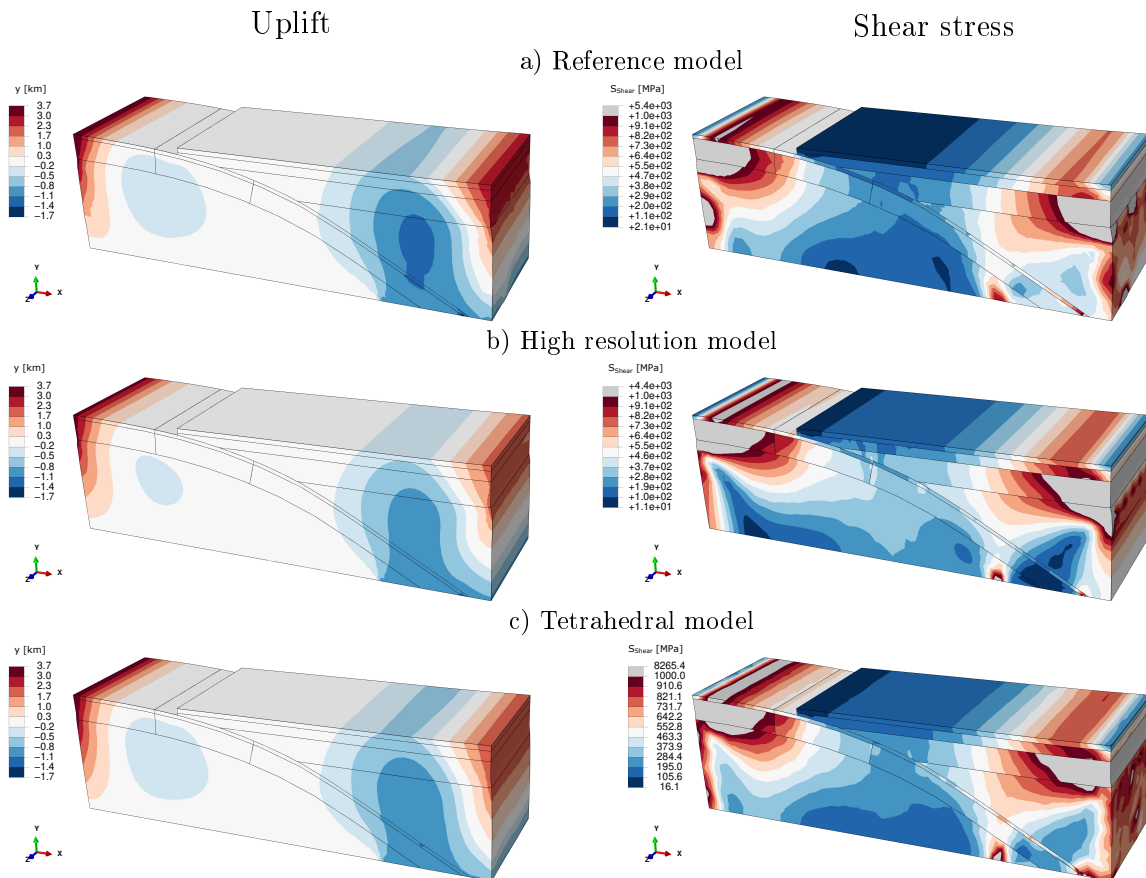 Uplift
Shear stress
a) Reference model
y [km]
3.7
3.0
2.3
1.7
1.0
0.3
−0.2
−0.5
−0.8
−1.1
−1.4
−1.7
Y
X
Z
SShear [MPa]
+5.4e+03
+1.0e+03
+9.1e+02
+8.2e+02
+7.3e+02
+6.4e+02
+5.5e+02
+4.7e+02
+3.8e+02
+2.9e+02
+2.0e+02
+1.1e+02
+2.1e+01
Y
X
Z
b) High resolution model
y [km]
3.7
3.0
2.3
1.7
1.0
0.3
−0.2
−0.5
−0.8
−1.1
−1.4
−1.7
Y
X
Z
SShear [MPa]
+4.4e+03
+1.0e+03
+9.1e+02
+8.2e+02
+7.3e+02
+6.4e+02
+5.5e+02
+4.6e+02
+3.7e+02
+2.8e+02
+1.9e+02
+1.0e+02
+1.1e+01
Y
X
Z
c) Tetrahedral model
y [km]
3.7
3.0
2.3
1.7
1.0
0.3
−0.2
−0.5
−0.8
−1.1
−1.4
−1.7
Y
X
Z
SShear [MPa]
8265.4
1000.0
910.6
821.1
731.7
642.2
552.8
463.3
373.9
284.4
195.0
105.6
16.1
Y
X
Z